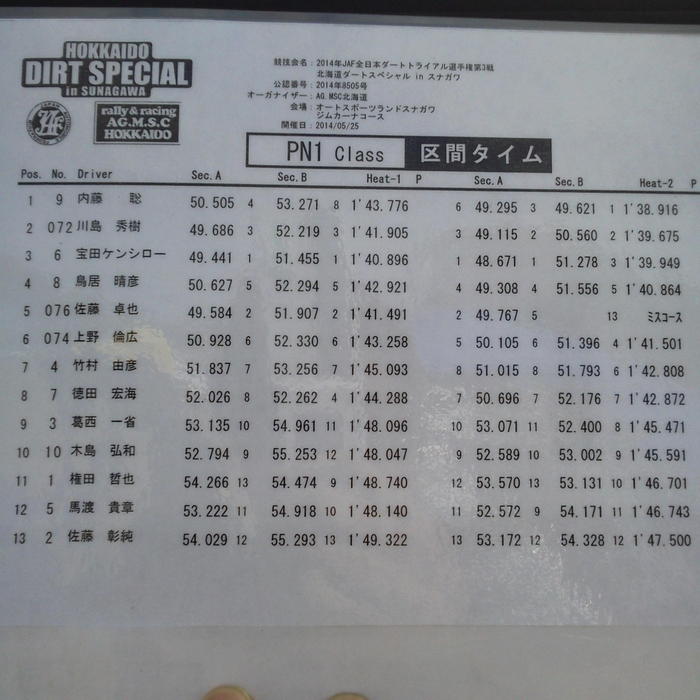 HOKKAIDO
DIRT SPECIAL
in SUNAGAWA
JAF
rally & racing
AG.M.S.C
HOKKAIDO
競技会名：2014年JAF全日本ダートトライアル選手権第3戦
北海道ダートスペシャル in スナガワ
公認番号：2014年8505号
オーガナイザー：AG.MSC北海道
会場：オートスポーツランドスナガワ
ジムカーナコース
開催日：2014/05/25
PN1 Class 区間タイム
Pos. No. Driver Sec.A Sec.B Heat-1 P Sec.A Sec.B Heat-2 P
1 9 内藤 聡 50.505 4 53.271 8 1'43.776 6 49.295 3 49.621 1 1'38.916
2 072 川島 秀樹 49.686 3 52.219 3 1'41.905 3 49.115 2 50.560 2 1'39.675
3 6 宝田ケンシロー 49.441 1 51.455 1 1'40.896 1 48.671 1 51.278 3 1'39.949
4 8 鳥居 晴彦 50.627 5 52.294 5 1'42.921 4 49.308 4 51.556 5 1'40.864
5 076 佐藤 卓也 49.584 2 51.907 2 1'41.491 2 49.767 5 13 ミスコース
6 074 上野 倫広 50.928 6 52.330 6 1'43.258 5 50.105 6 51.396 4 1'41.501
7 4 竹村 由彦 51.837 7 53.256 7 1'45.093 8 51.015 8 51.793 6 1'42.808
8 7 徳田 宏海 52.026 8 52.262 4 1'44.288 7 50.696 7 52.176 7 1'42.872
9 3 葛西 一省 53.135 10 54.961 11 1'48.096 10 53.071 11 52.400 8 1'45.471
10 10 木島 弘和 52.794 9 55.253 12 1'48.047 9 52.589 10 53.002 9 1'45.591
11 1 権田 哲也 54.266 13 54.474 9 1'48.740 12 53.570 13 53.131 10 1'46.701
12 5 馬渡 貴章 53.222 11 54.918 10 1'48.140 11 52.572 9 54.171 11 1'46.743
13 2 佐藤 彰純 54.029 12 55.293 13 1'49.322 13 53.172 12 54.328 12 1'47.500